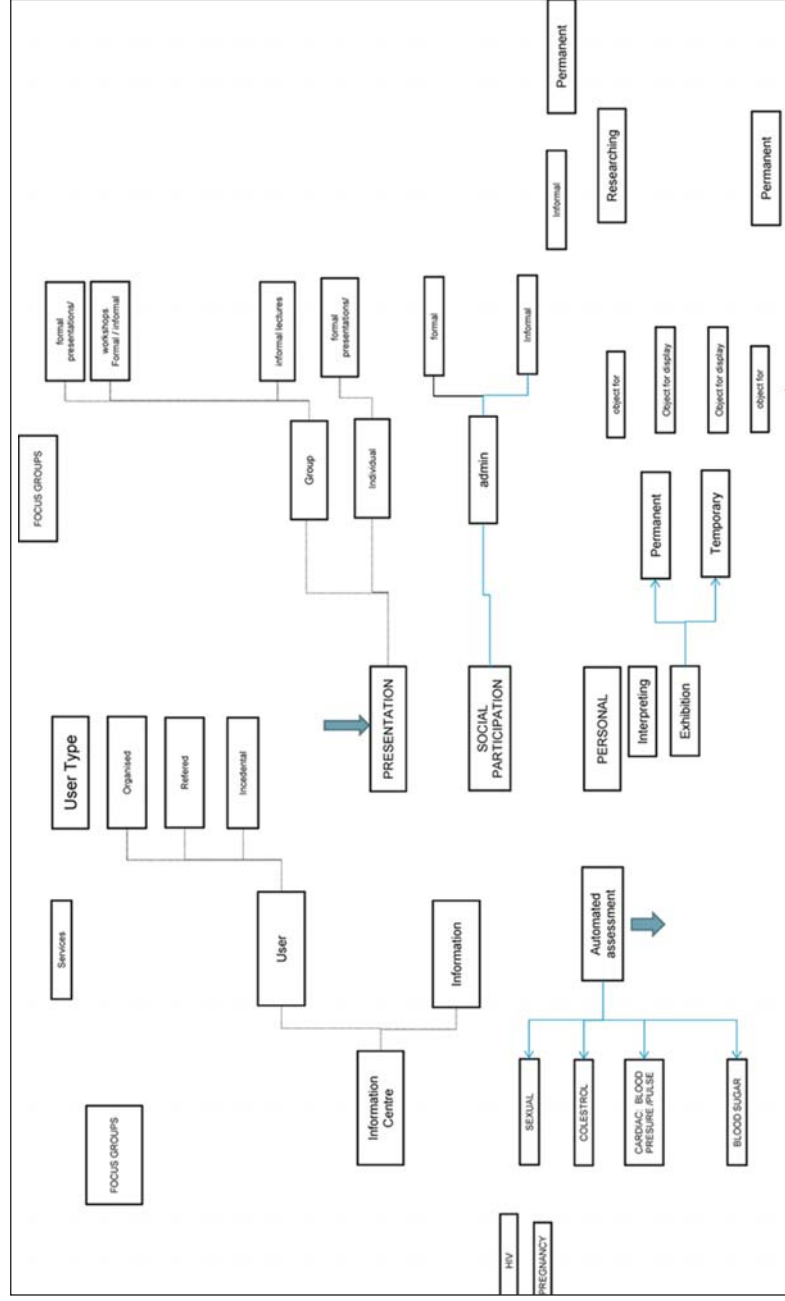 FOCUS GROUPS
Services
User Type
FOCUS GROUPS
formal
presentations/
workshops
Formal / informal
Organised
Refered
Incedental
informal lectures
User
Group
formal
presentations/
Information
Centre
PRESENTATION
Individual
Information
formal
SOCIAL
PARTICIPATION
admin
HIV
SEXUAL
Informal
PREGNANCY
Informal
Permanent
COLESTROL
Automated
assessment
PERSONAL
object for
Researching
CARDIAC: BLOOD
PRESURE /PULSE
Interpreting
Permanent
Object for display
Exhibition
Temporary
Object for display
BLOOD SUGAR
object for
Permanent